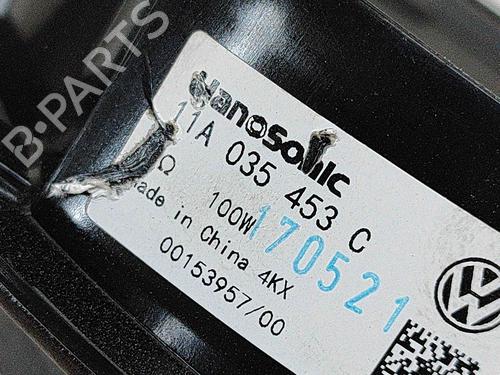 B-PARTS
Nanosonic
11A 035 453 C
Ω 100W
170521
Made in China 4KX
00153957/00